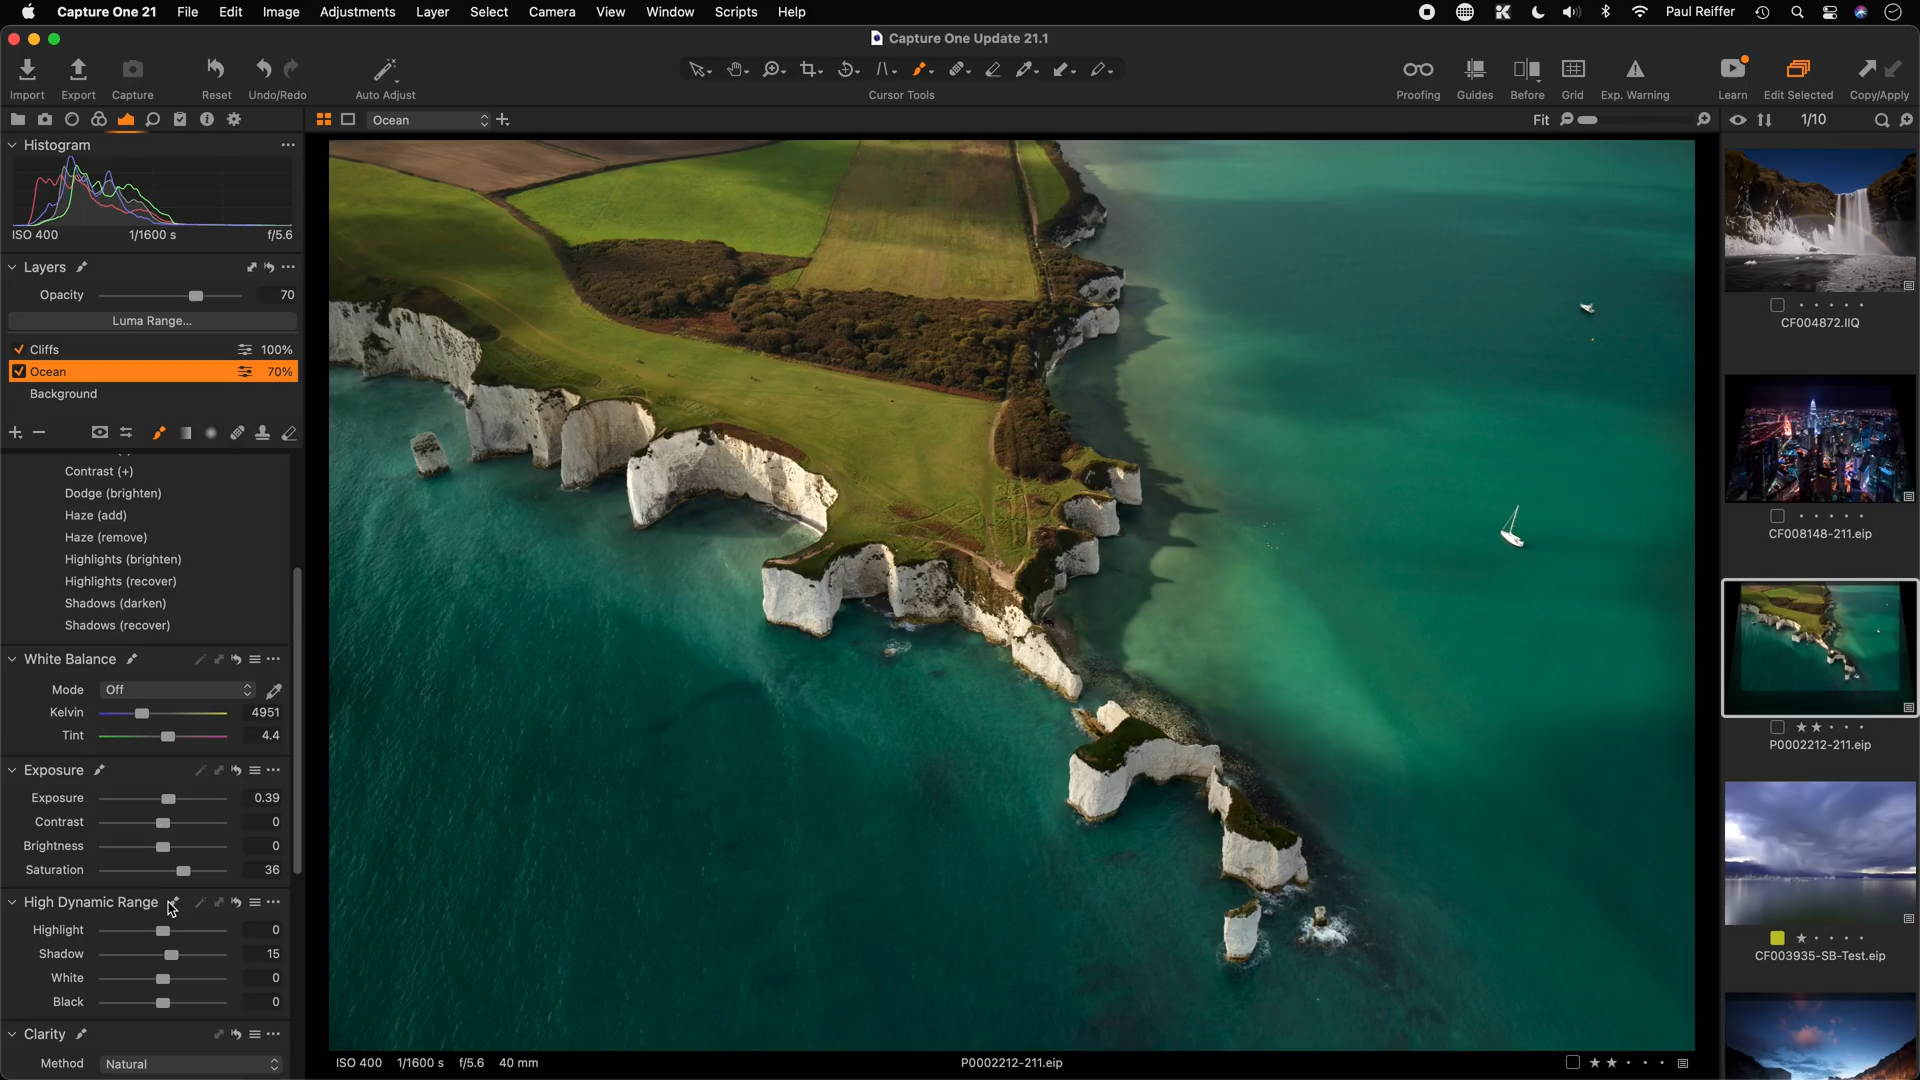 Capture One 21 File Edit Image Adjustments Layer Select Camera View Window Scripts Help Paul Reiffer
Capture One Update 21.1
Import Export Capture Reset Undo/Redo Auto Adjust Cursor Tools Proofing Guides Before Grid Exp. Warning Learn Edit Selected Copy/Apply
Ocean Fit 1/10
Histogram
ISO 400 1/1600 s f/5.6
Layers
Opacity 70
Luma Range...
Cliffs 100%
Ocean 70%
Background
Contrast (+)
Dodge (brighten)
Haze (add)
Haze (remove)
Highlights (brighten)
Highlights (recover)
Shadows (darken)
Shadows (recover)
White Balance
Mode Off
Kelvin 4951
Tint 4.4
Exposure
Exposure 0.39
Contrast 0
Brightness 0
Saturation 36
High Dynamic Range
Highlight 0
Shadow 15
White 0
Black 0
Clarity
Method Natural
ISO 400 1/1600 s f/5.6 40 mm P0002212-211.eip
CF004872.IIQ
CF008148-211.eip
P0002212-211.eip
CF003935-SB-Test.eip